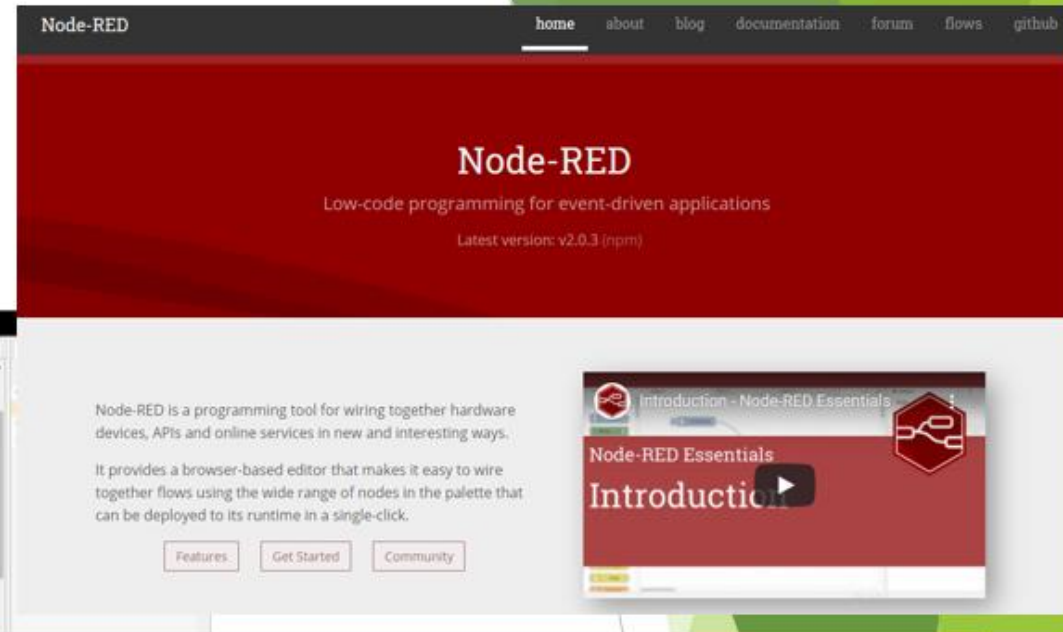 Node-RED
home about blog documentation forum flows github
Node-RED
Low-code programming for event-driven applications
Latest version: v2.0.3 (npm)
Node-RED is a programming tool for wiring together hardware
devices, APIs and online services in new and interesting ways.
It provides a browser-based editor that makes it easy to wire
together flows using the wide range of nodes in the palette that
can be deployed to its runtime in a single-click.
Features Get Started Community
Introduction - Node-RED Essentials
Node-RED Essentials
Introduction